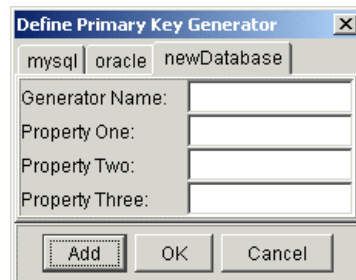 Define Primary Key Generator
mysql oracle newDatabase
Generator Name:
Property One:
Property Two:
Property Three:
Add OK Cancel